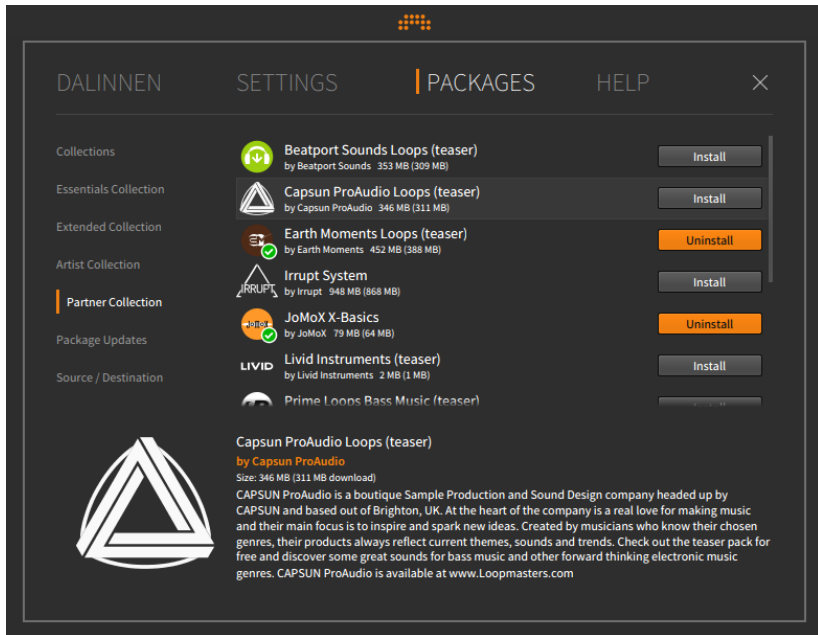 DALINNEN
SETTINGS
PACKAGES
HELP
Collections
Essentials Collection
Extended Collection
Artist Collection
Partner Collection
Package Updates
Source / Destination
Beatport Sounds Loops (teaser)
by Beatport Sounds 353 MB (309 MB)
Install
Capsun ProAudio Loops (teaser)
by Capsun ProAudio 346 MB (311 MB)
Install
Earth Moments Loops (teaser)
by Earth Moments 452 MB (388 MB)
Uninstall
IRRUPT
Irrupt System
by Irrupt 948 MB (868 MB)
Install
JoMoX
JoMoX X-Basics
by JoMoX 79 MB (64 MB)
Uninstall
LIVID
Livid Instruments (teaser)
by Livid Instruments 2 MB (1 MB)
Install
Prime Loops Bass Music (teaser)
Install
Capsun ProAudio Loops (teaser)
by Capsun ProAudio
Size: 346 MB (311 MB download)
CAPSUN ProAudio is a boutique Sample Production and Sound Design company headed up by
CAPSUN and based out of Brighton, UK. At the heart of the company is a real love for making music
and their main focus is to inspire and spark new ideas. Created by musicians who know their chosen
genres, their products always reflect current themes, sounds and trends. Check out the teaser pack for
free and discover some great sounds for bass music and other forward thinking electronic music
genres. CAPSUN ProAudio is available at www.Loopmasters.com